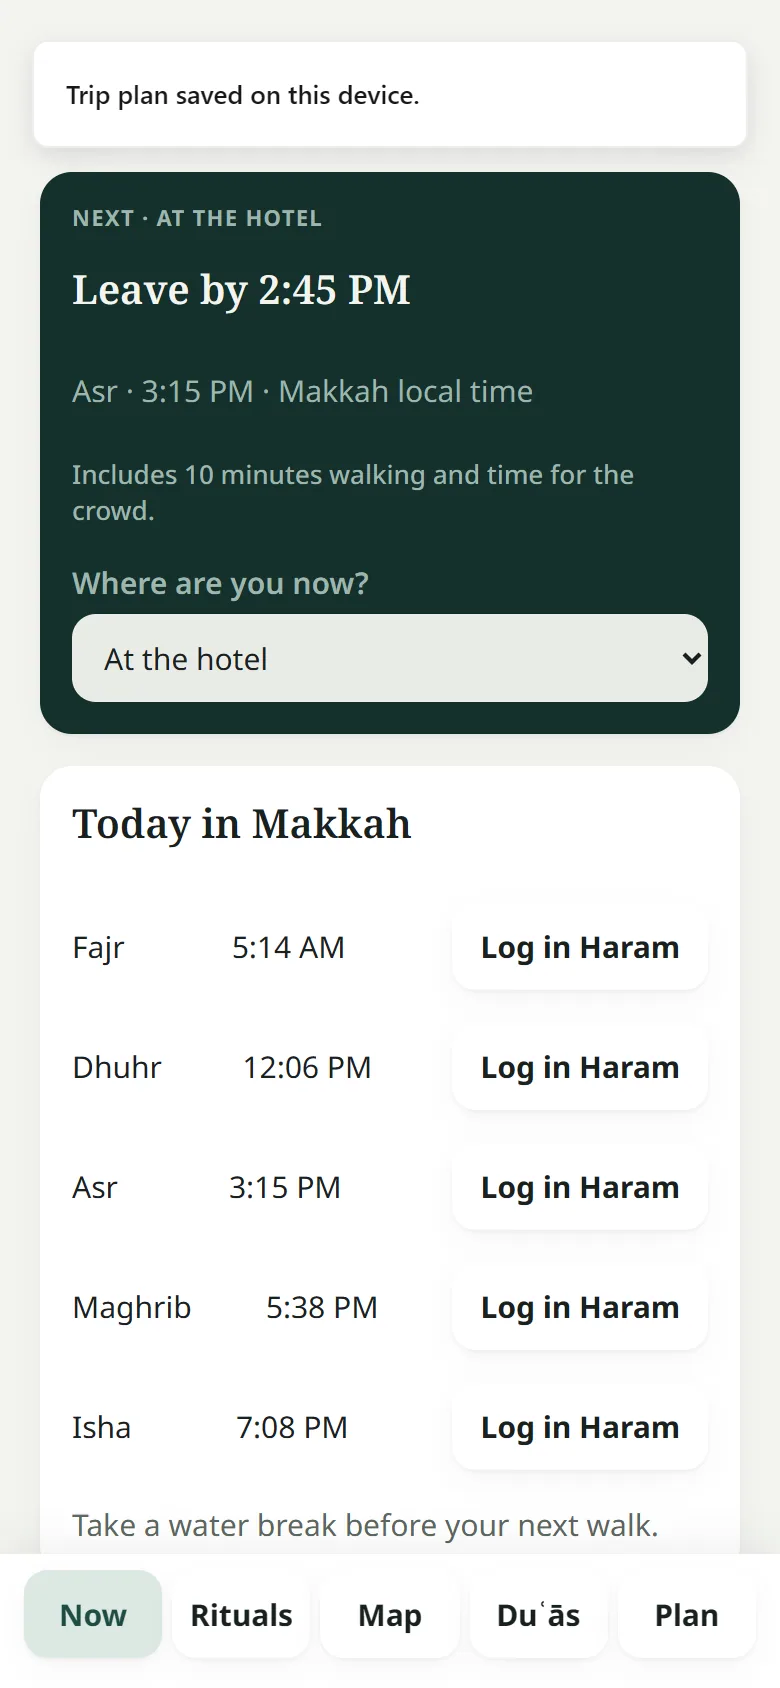 Trip plan saved on this device.
NEXT · AT THE HOTEL
Leave by 2:45 PM
Asr · 3:15 PM · Makkah local time
Includes 10 minutes walking and time for the
crowd.
Where are you now?
At the hotel
Today in Makkah
Fajr 5:14 AM Log in Haram
Dhuhr 12:06 PM Log in Haram
Asr 3:15 PM Log in Haram
Maghrib 5:38 PM Log in Haram
Isha 7:08 PM Log in Haram
Take a water break before your next walk.
Now Rituals Map Duʿās Plan